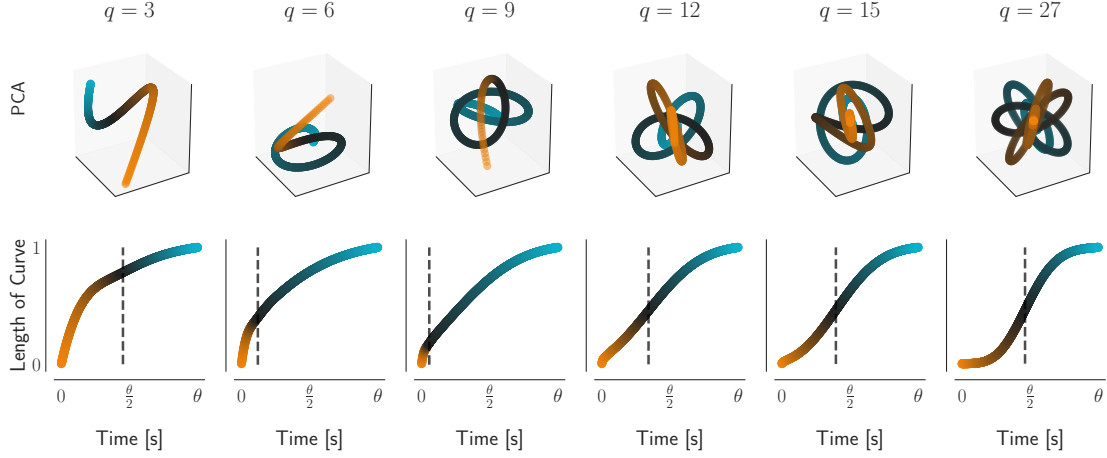 q = 3 q = 6 q = 9 q = 12 q = 15 q = 27
PCA
Length of Curve
1
0
0 θ/2 θ 0 θ/2 θ 0 θ/2 θ 0 θ/2 θ 0 θ/2 θ 0 θ/2 θ
Time [s] Time [s] Time [s] Time [s] Time [s] Time [s]